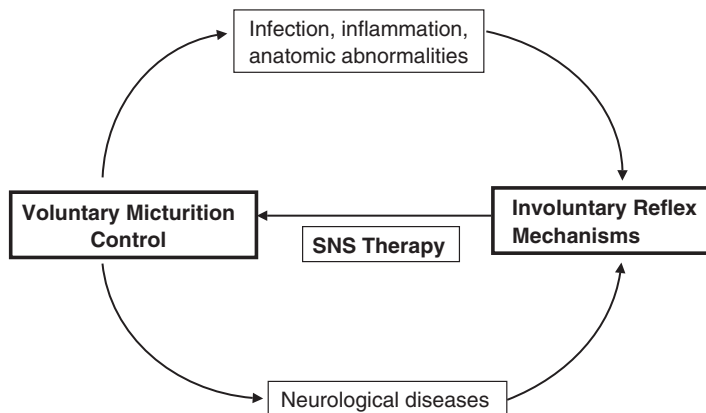 Infection, inflammation,
anatomic abnormalities
Voluntary Micturition
Control
Involuntary Reflex
Mechanisms
SNS Therapy
Neurological diseases